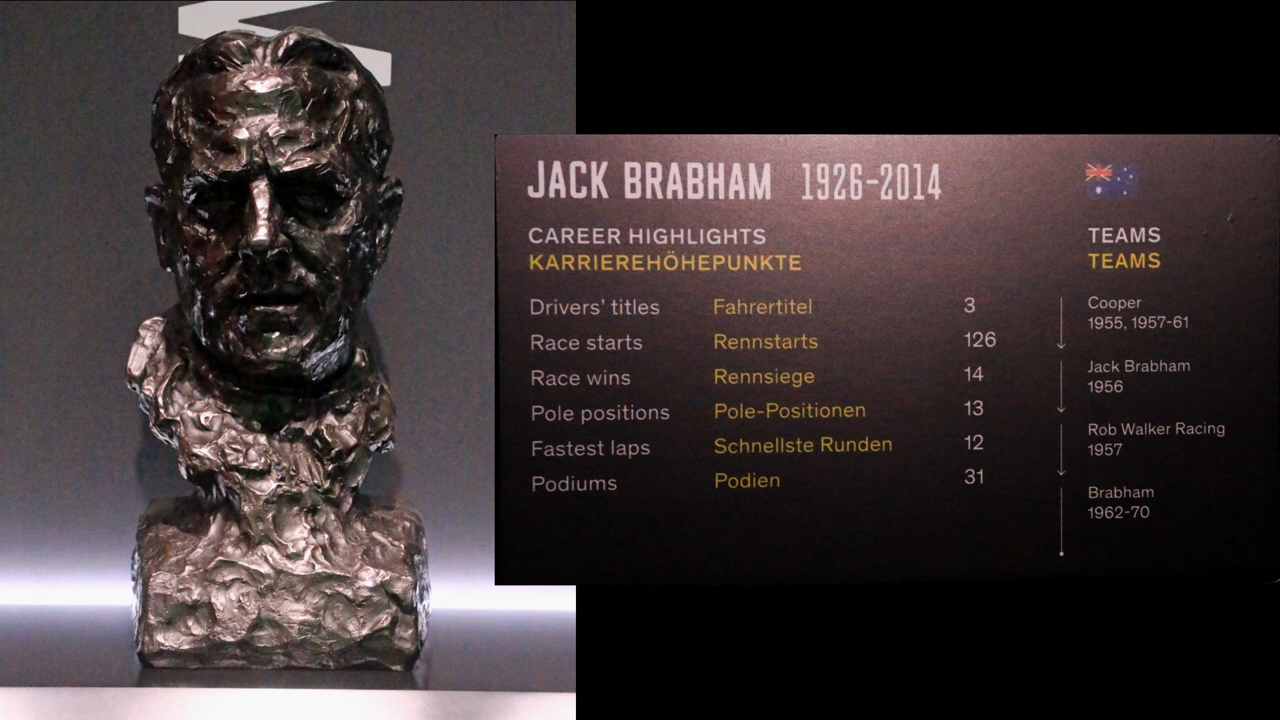 JACK BRABHAM 1926-2014
CAREER HIGHLIGHTS
KARRIEREHÖHEPUNKTE
Drivers' titles Fahrertitel 3
Race starts Rennstarts 126
Race wins Rennsiege 14
Pole positions Pole-Positionen 13
Fastest laps Schnellste Runden 12
Podiums Podien 31
TEAMS
TEAMS
Cooper
1955, 1957-61
Jack Brabham
1956
Rob Walker Racing
1957
Brabham
1962-70